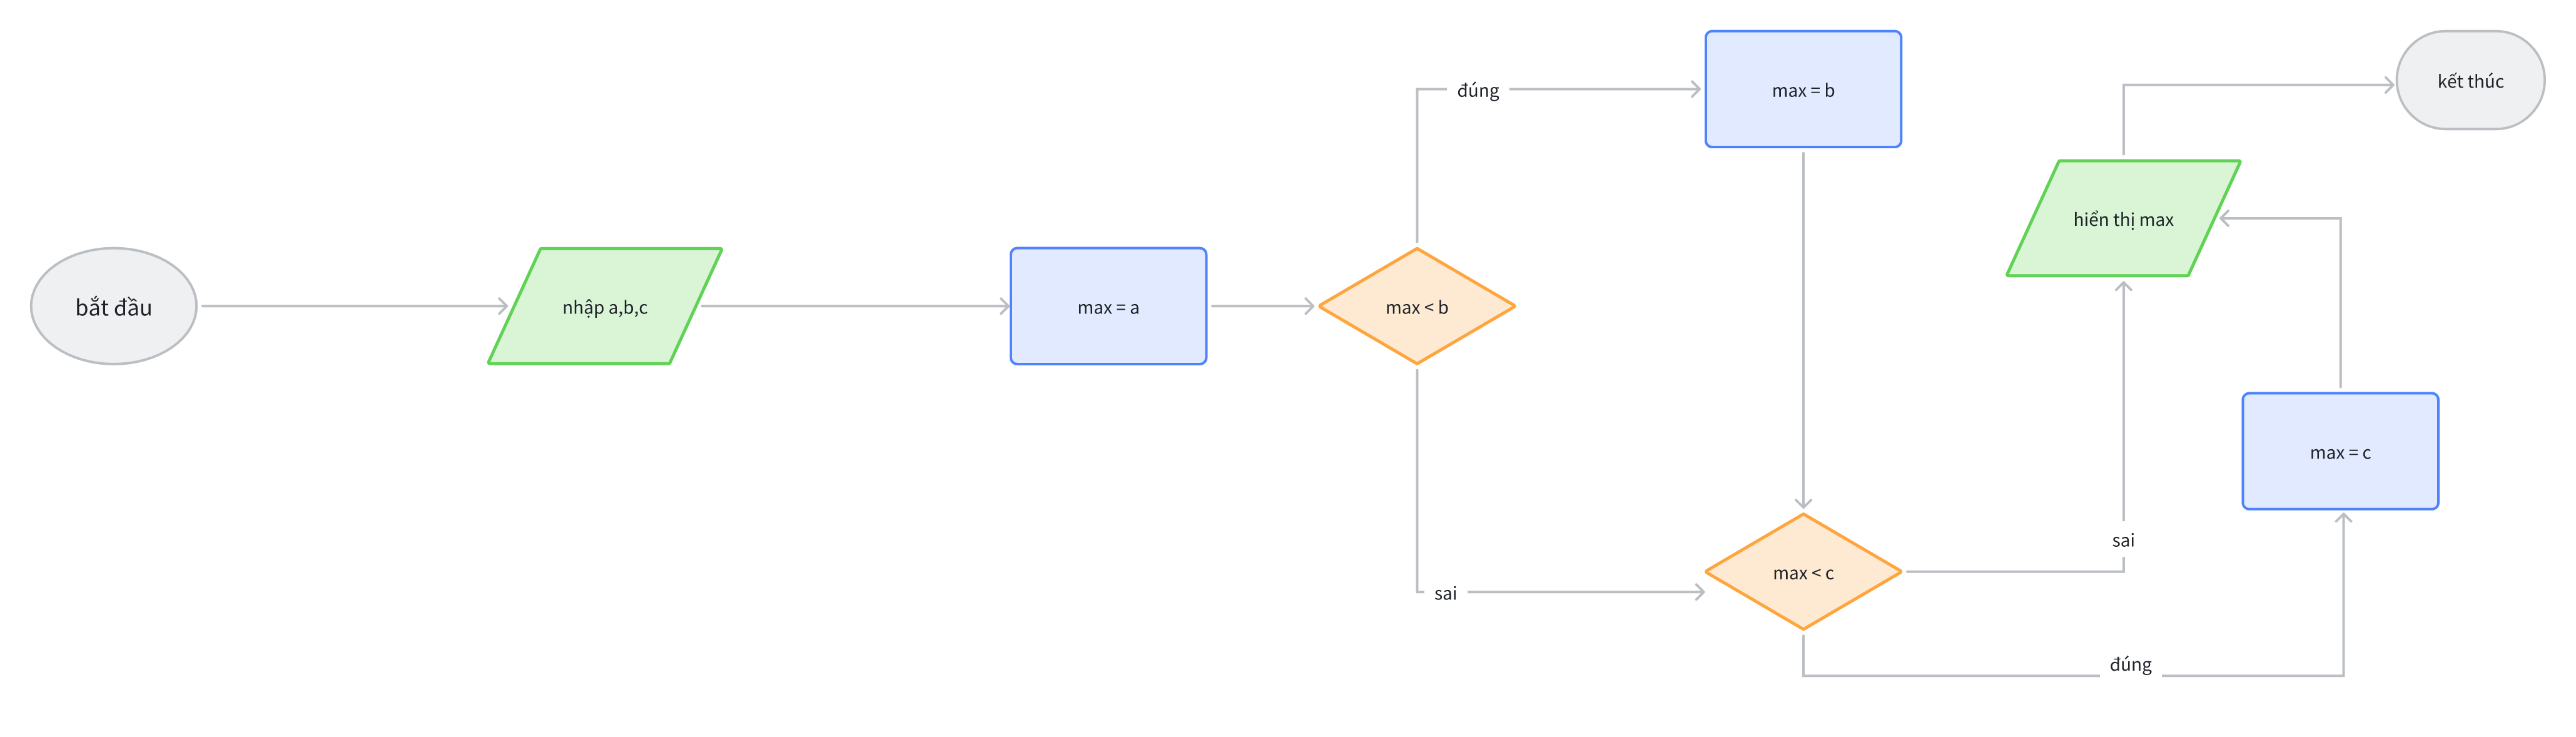 bắt đầu
nhập a,b,c
max = a
max < b
đúng
max = b
sai
max < c
sai
đúng
max = c
hiển thị max
kết thúc